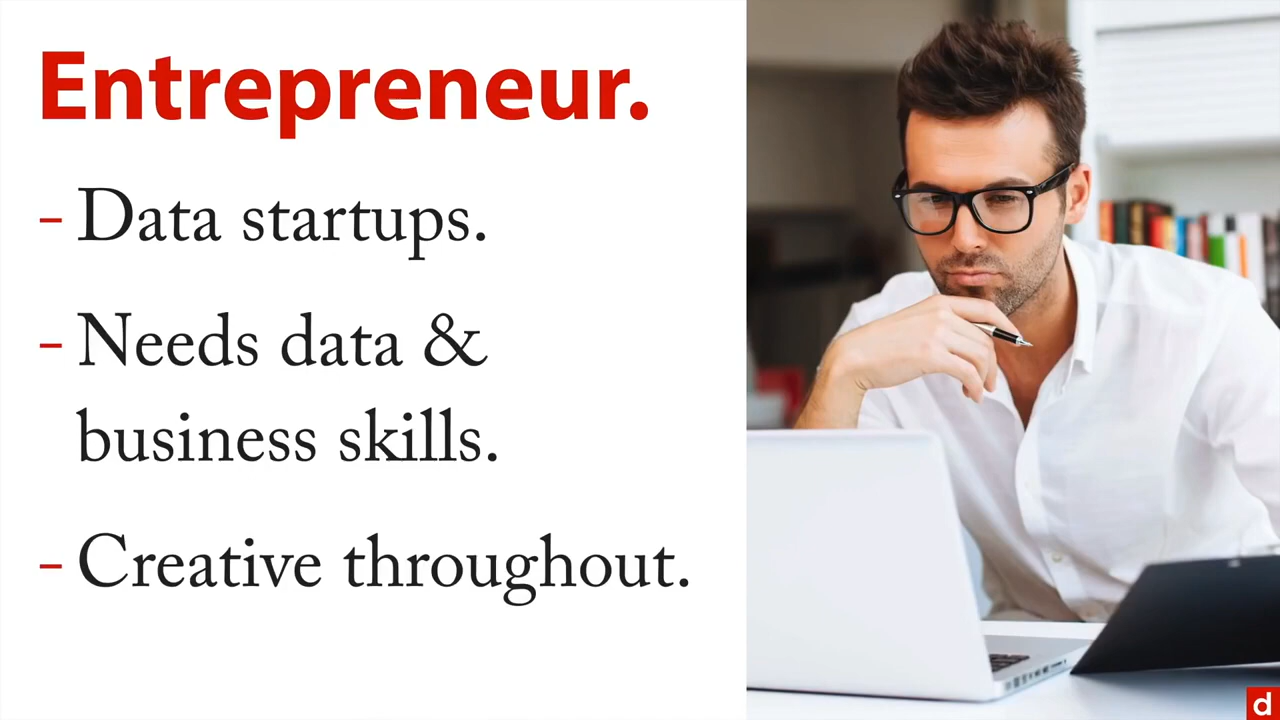 Entrepreneur.
- Data startups.
- Needs data &
business skills.
- Creative throughout.
d